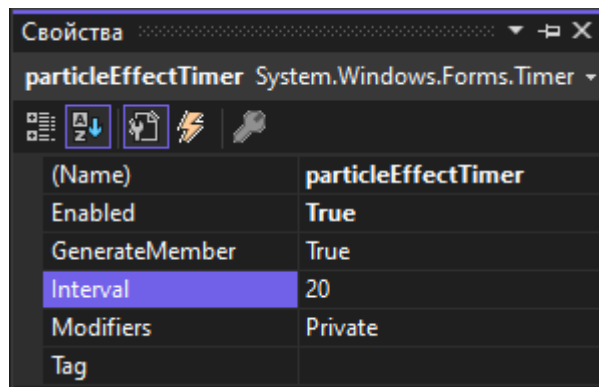 Свойства
particleEffectTimer System.Windows.Forms.Timer
(Name) particleEffectTimer
Enabled True
GenerateMember True
Interval 20
Modifiers Private
Tag